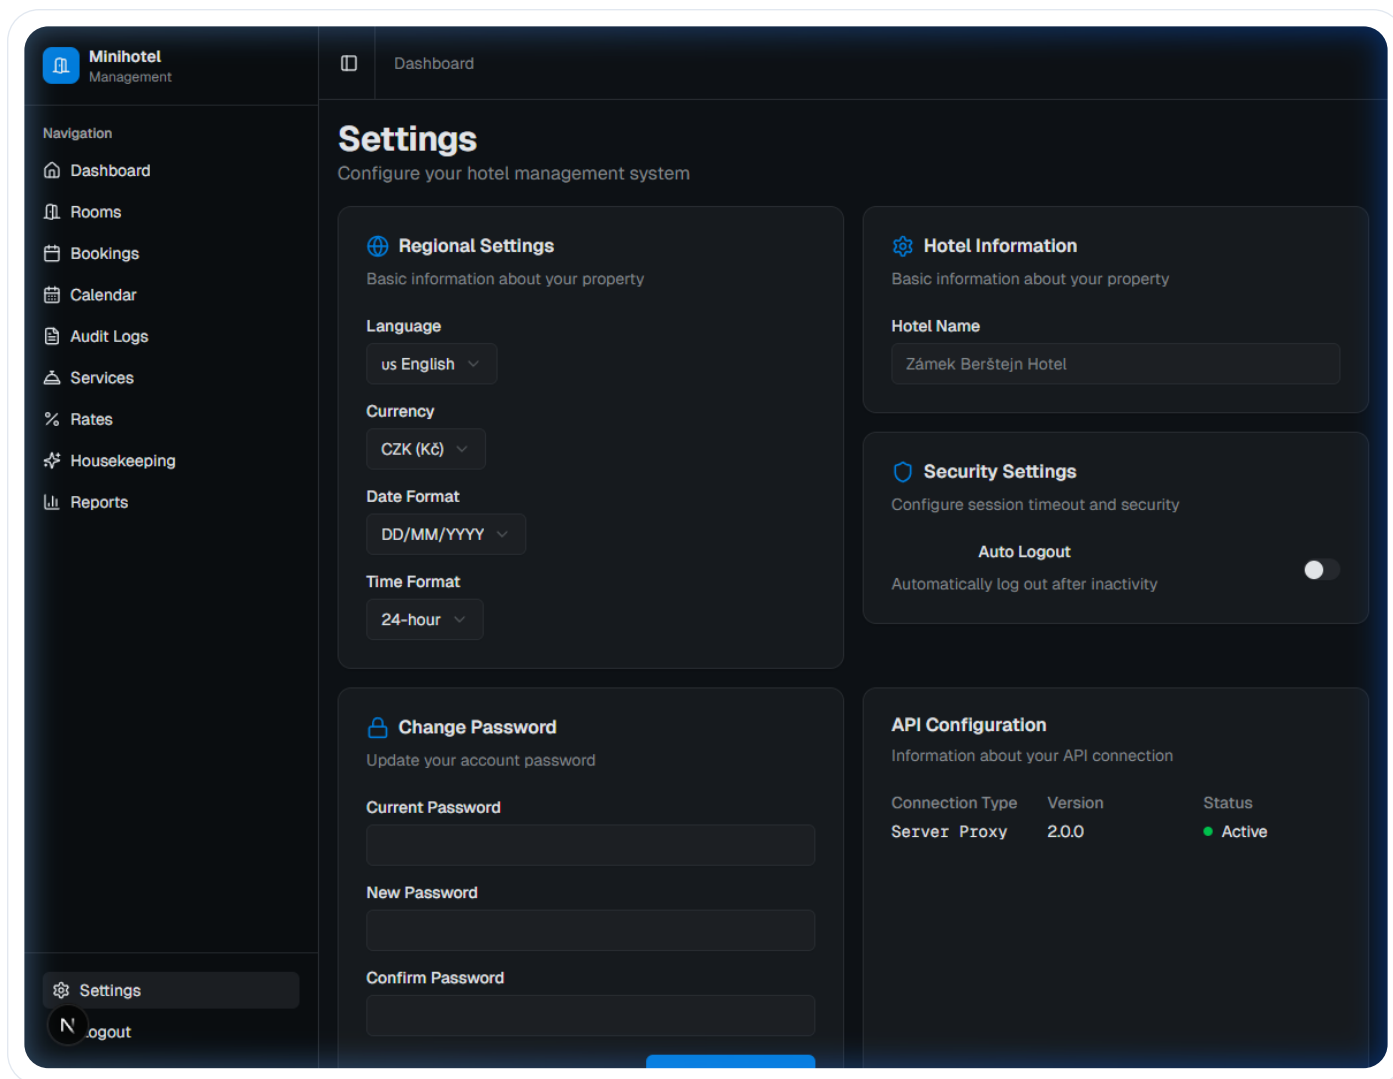 Minihotel
Management
Navigation
Dashboard
Rooms
Bookings
Calendar
Audit Logs
Services
Rates
Housekeeping
Reports
Settings
N
ogout
Dashboard
Settings
Configure your hotel management system
Regional Settings
Basic information about your property
Language
us English
Currency
CZK (Kč)
Date Format
DD/MM/YYYY
Time Format
24-hour
Hotel Information
Basic information about your property
Hotel Name
Zámek Berštejn Hotel
Security Settings
Configure session timeout and security
Auto Logout
Automatically log out after inactivity
Change Password
Update your account password
Current Password
New Password
Confirm Password
API Configuration
Information about your API connection
Connection Type Version Status
Server Proxy 2.0.0 Active